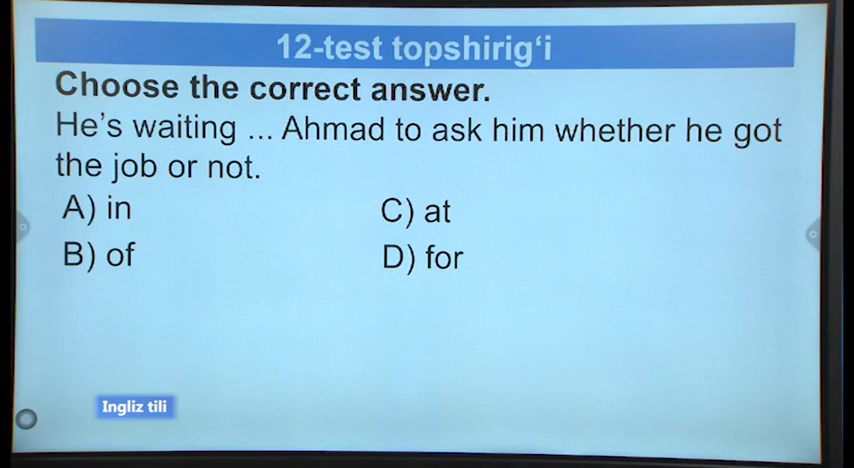 12-test topshirig‘i
Choose the correct answer.
He’s waiting ... Ahmad to ask him whether he got
the job or not.
A) in
B) of
C) at
D) for
Ingliz tili